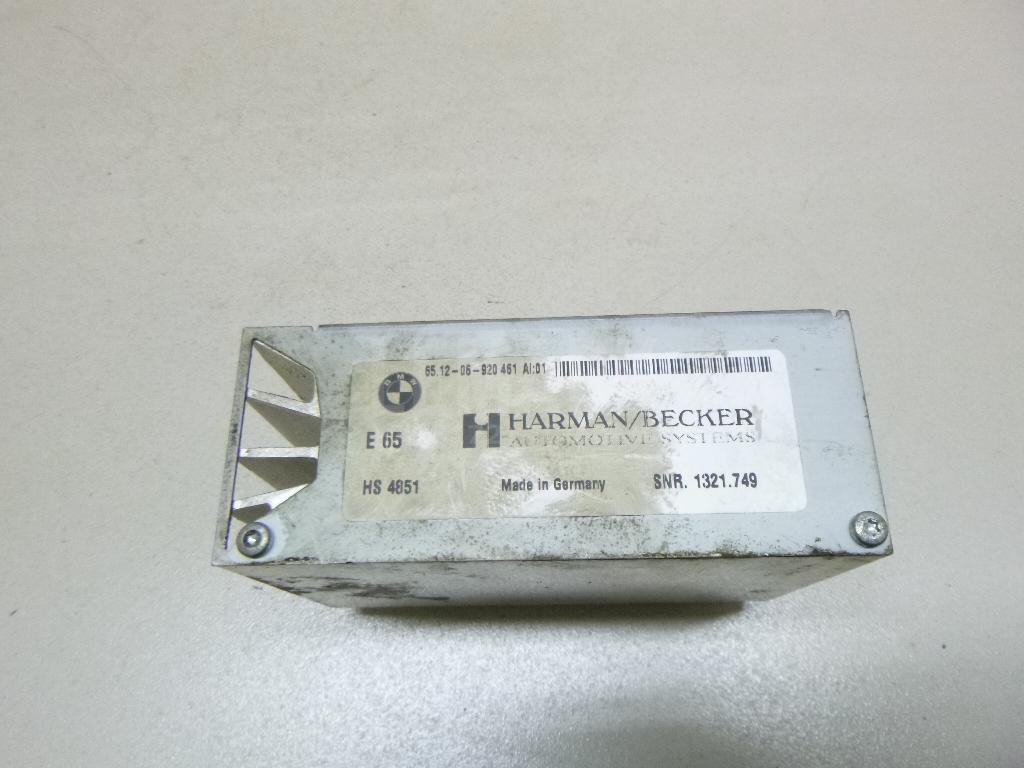 BMW
65.12-06-920 461 AI:01
HARMAN/BECKER
AUTOMOTIVE SYSTEMS
E 65
HS 4851
Made in Germany
SNR. 1321.749